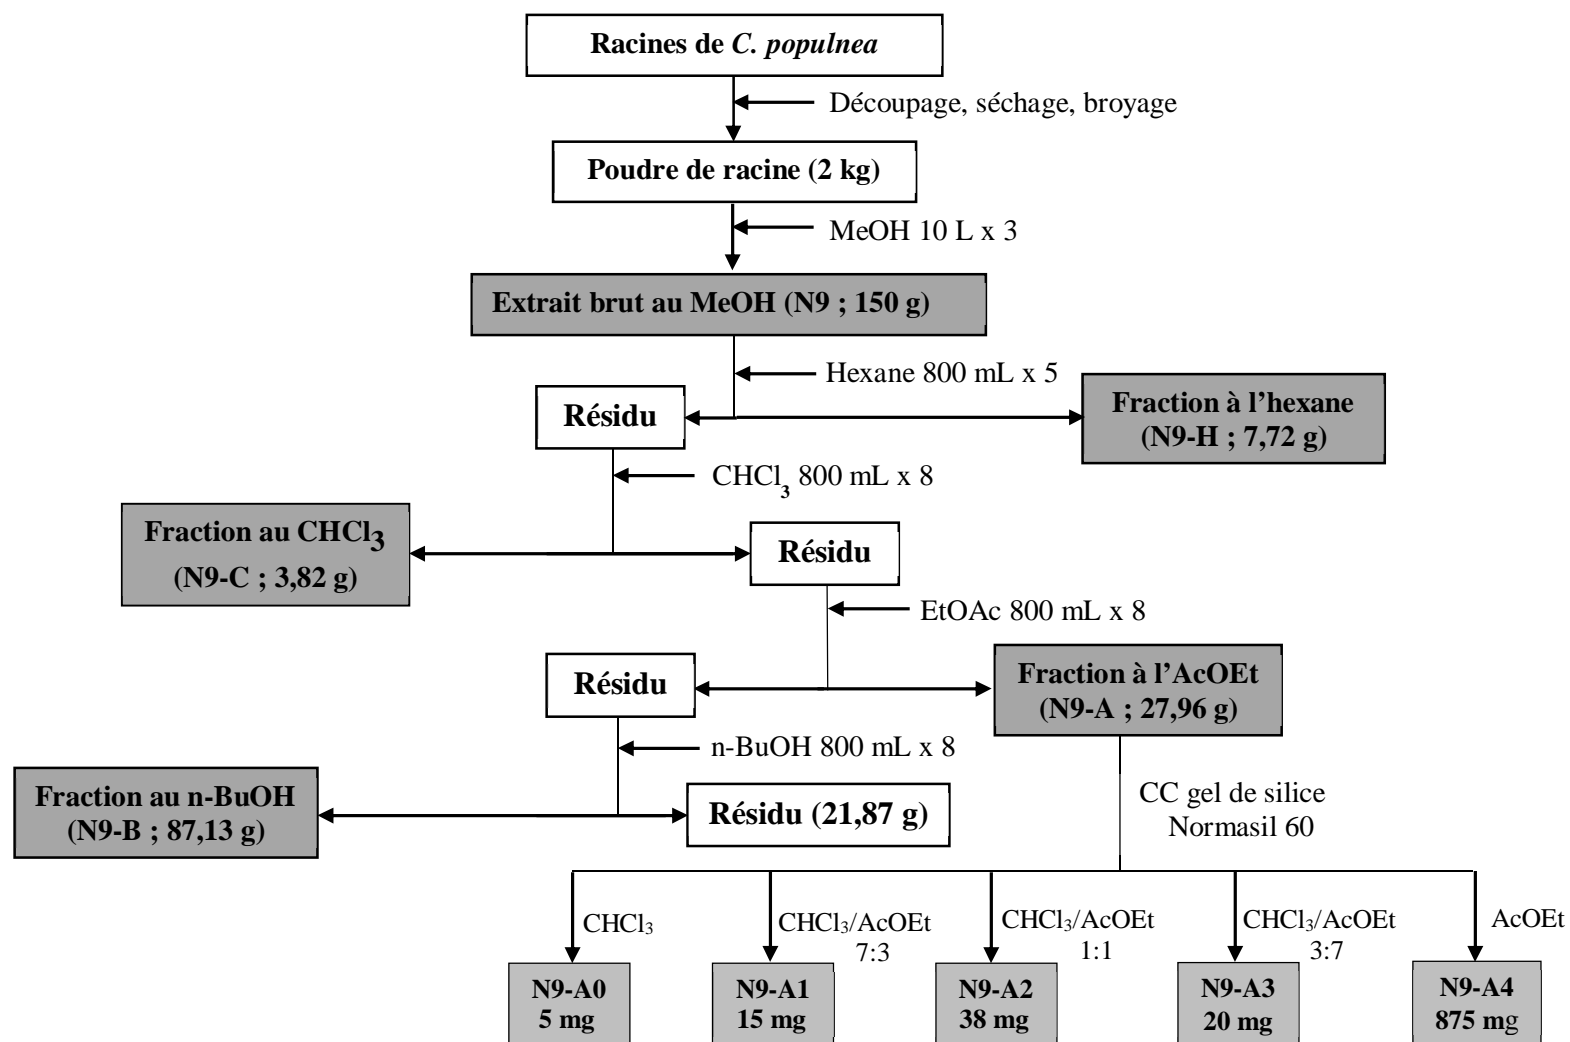 Racines de C. populnea
Découpage, séchage, broyage
Poudre de racine (2 kg)
MeOH 10 L x 3
Extrait brut au MeOH (N9 ; 150 g)
Hexane 800 mL x 5
Résidu
Fraction à l’hexane
(N9-H ; 7,72 g)
CHCl3 800 mL x 8
Fraction au CHCl3
(N9-C ; 3,82 g)
Résidu
EtOAc 800 mL x 8
Résidu
Fraction à l’AcOEt
(N9-A ; 27,96 g)
n-BuOH 800 mL x 8
Fraction au n-BuOH
(N9-B ; 87,13 g)
Résidu (21,87 g)
CC gel de silice
Normasil 60
CHCl3
CHCl3/AcOEt
7:3
CHCl3/AcOEt
1:1
CHCl3/AcOEt
3:7
AcOEt
N9-A0
5 mg
N9-A1
15 mg
N9-A2
38 mg
N9-A3
20 mg
N9-A4
875 mg